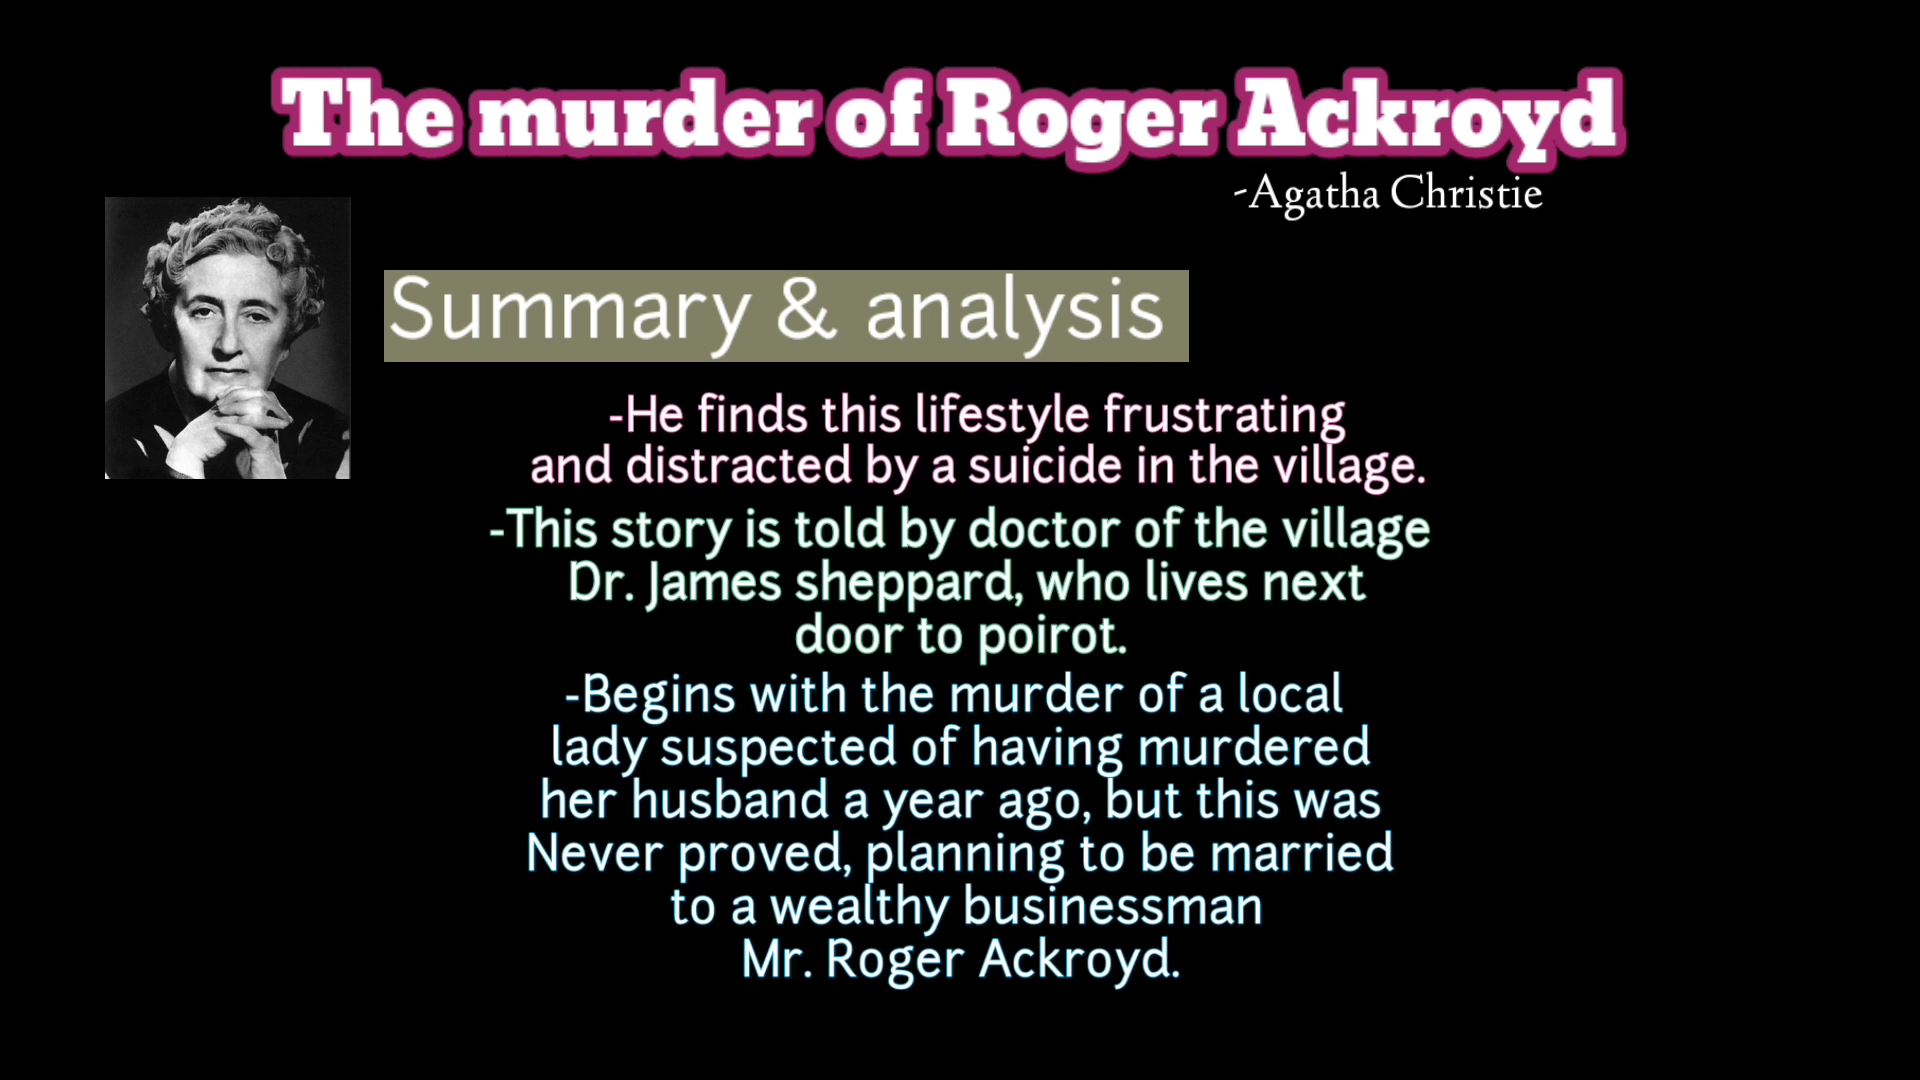 The murder of Roger Ackroyd
-Agatha Christie
Summary & analysis
-He finds this lifestyle frustrating
and distracted by a suicide in the village.
-This story is told by doctor of the village
Dr. James sheppard, who lives next
door to poirot.
-Begins with the murder of a local
lady suspected of having murdered
her husband a year ago, but this was
Never proved, planning to be married
to a wealthy businessman
Mr. Roger Ackroyd.